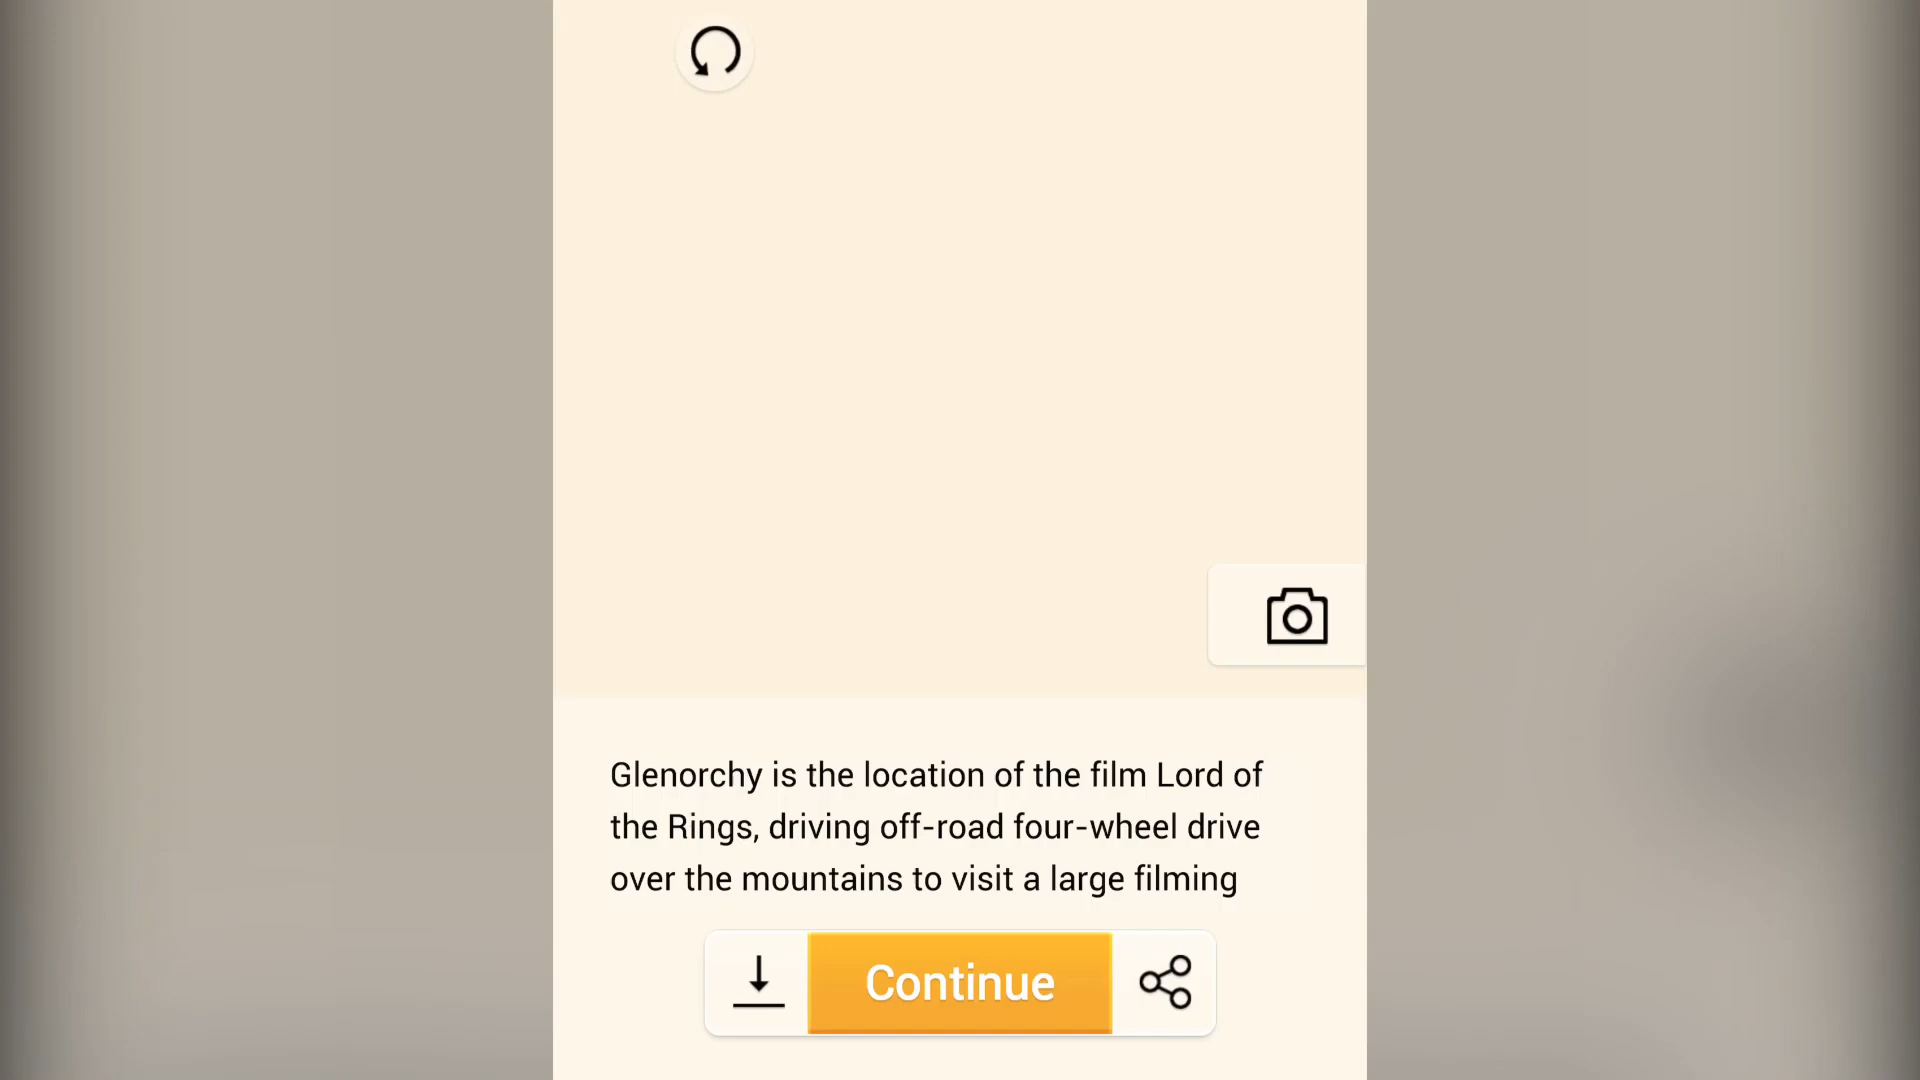 Glenorchy is the location of the film Lord of
the Rings, driving off-road four-wheel drive
over the mountains to visit a large filming
Continue